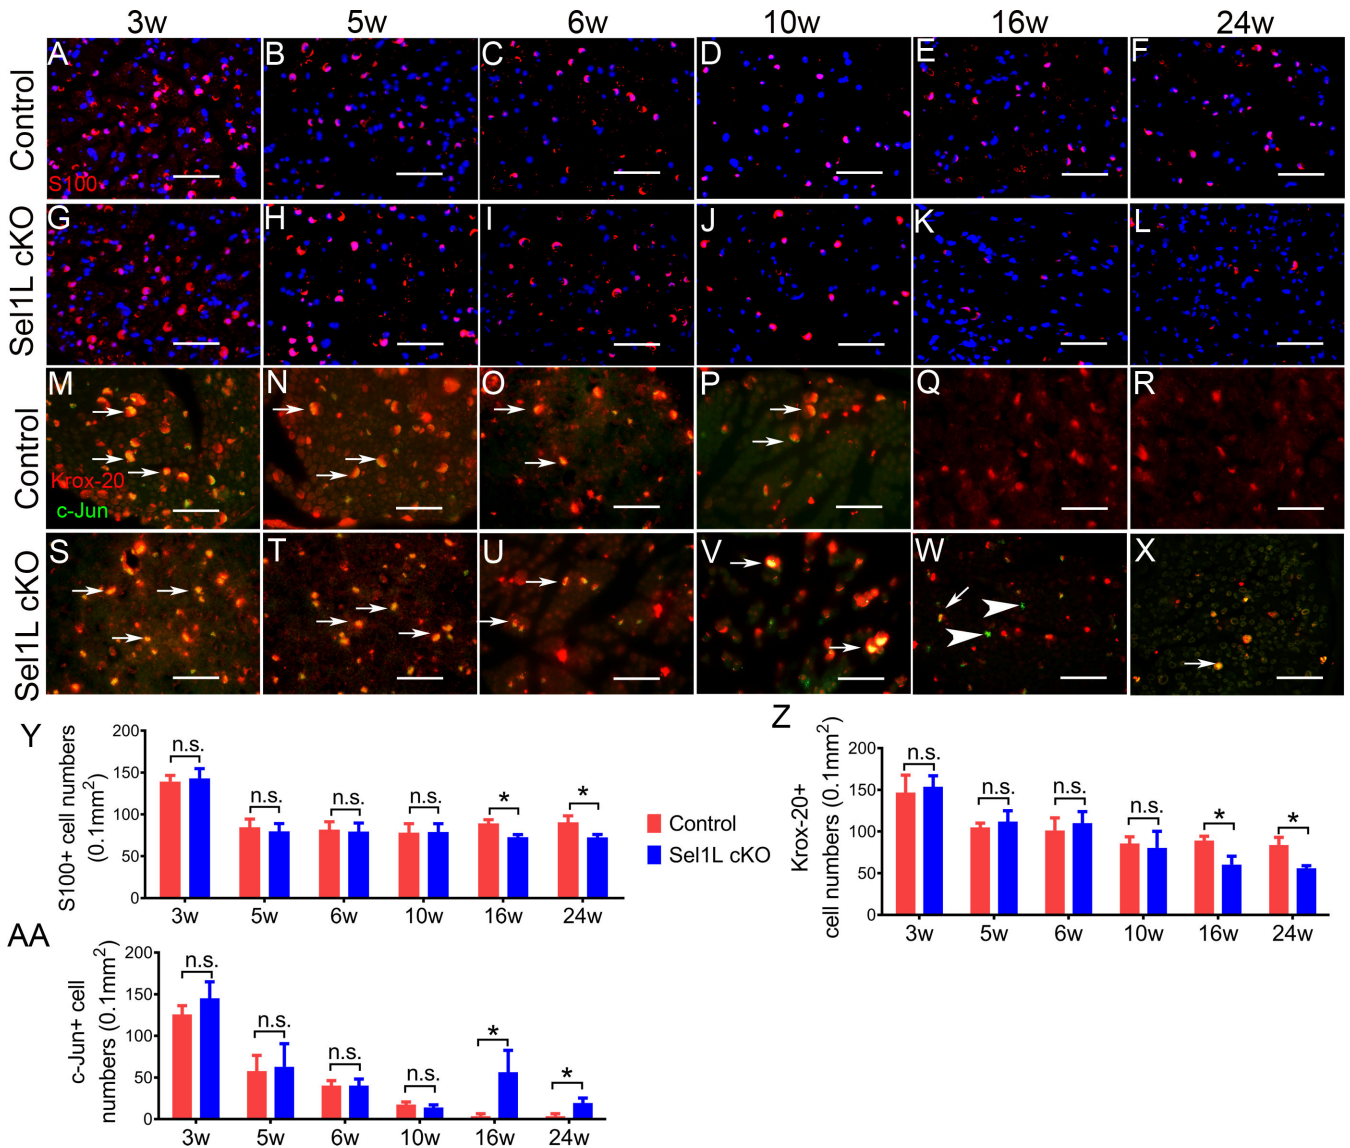 3w 5w 6w 10w 16w 24w
Control
A B C D E F
S100
Sel1L cKO
G H I J K L
Control
M N O P Q R
Krox-20
c-Jun
Sel1L cKO
S T U V W X
Y
S100+ cell numbers
(0.1mm²)
200
150
100
50
0
n.s. n.s. n.s. n.s. * *
3w 5w 6w 10w 16w 24w
Control
Sel1L cKO
Z
Krox-20+
cell numbers (0.1mm²)
200
150
100
50
0
n.s. n.s. n.s. n.s. * *
3w 5w 6w 10w 16w 24w
AA
c-Jun+ cell
numbers (0.1mm²)
200
150
100
50
0
n.s. n.s. n.s. n.s. * *
3w 5w 6w 10w 16w 24w